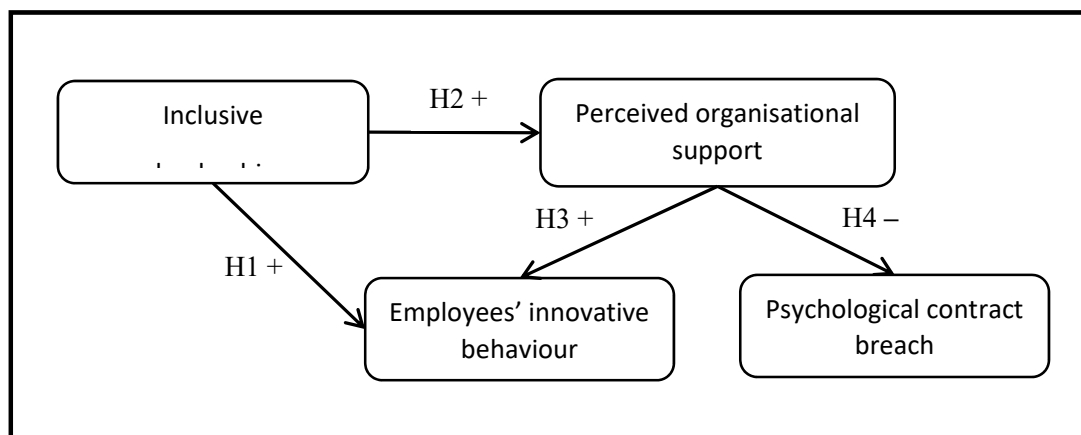 Inclusive
H2 +
Perceived organisational
support
H1 +
H3 +
H4 –
Employees’ innovative
behaviour
Psychological contract
breach